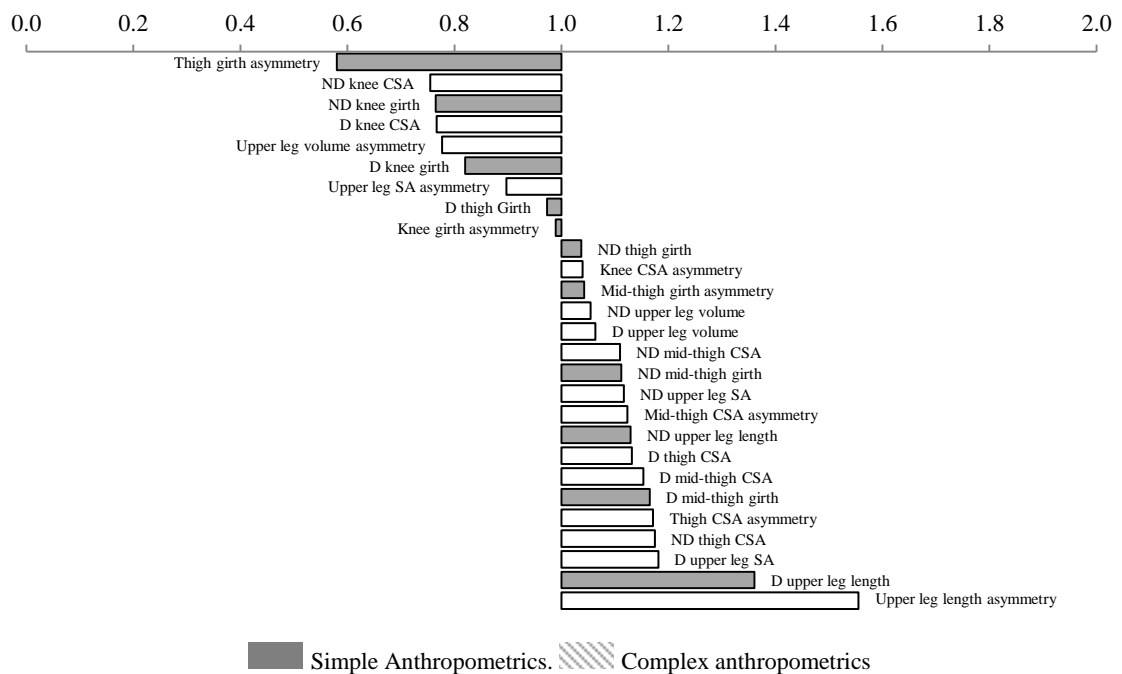 0.0 0.2 0.4 0.6 0.8 1.0 1.2 1.4 1.6 1.8 2.0
Thigh girth asymmetry
ND knee CSA
ND knee girth
D knee CSA
Upper leg volume asymmetry
D knee girth
Upper leg SA asymmetry
D thigh Girth
Knee girth asymmetry
ND thigh girth
Knee CSA asymmetry
Mid-thigh girth asymmetry
ND upper leg volume
D upper leg volume
ND mid-thigh CSA
ND mid-thigh girth
ND upper leg SA
Mid-thigh CSA asymmetry
ND upper leg length
D thigh CSA
D mid-thigh CSA
D mid-thigh girth
Thigh CSA asymmetry
ND thigh CSA
D upper leg SA
D upper leg length
Upper leg length asymmetry
Simple Anthropometrics. Complex anthropometrics